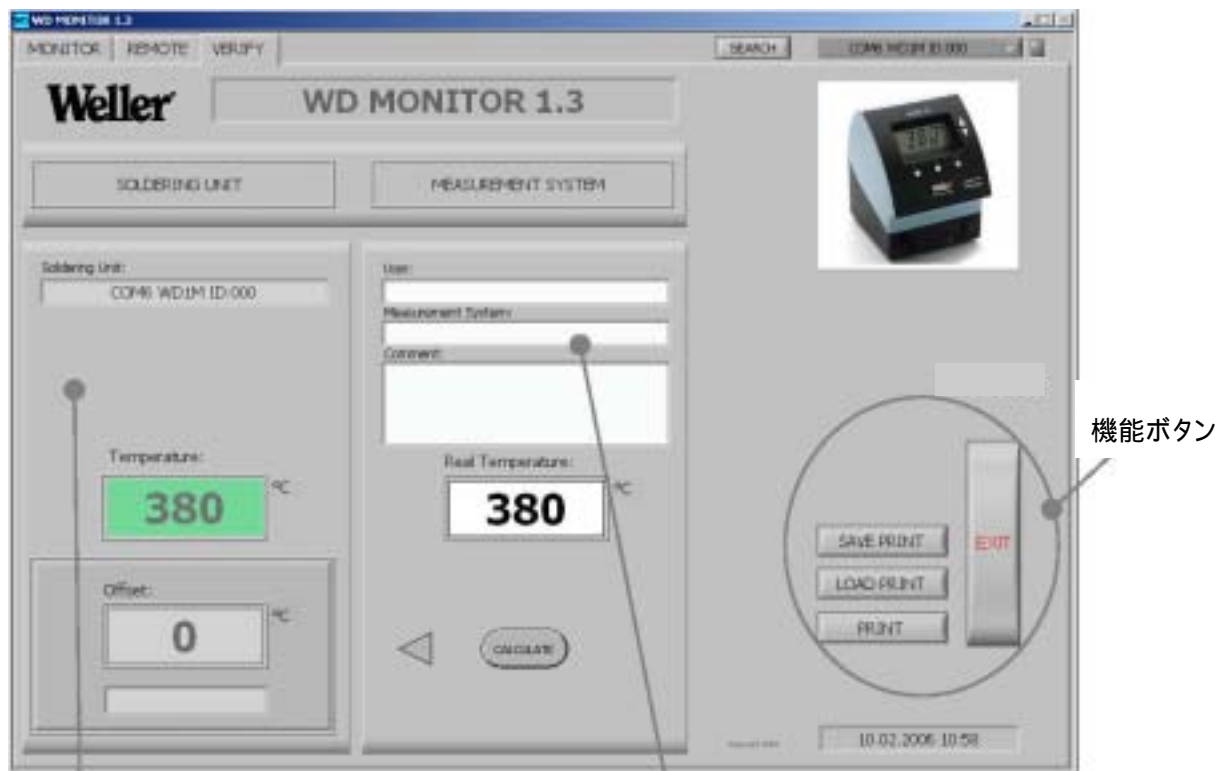 WD MONITOR 1.3
MONITOR REMOTE VERIFY SEARCH COM6 WD1M ID:000
Weller WD MONITOR 1.3
380
SOLDERING UNIT MEASUREMENT SYSTEM
Soldering Unit:
COM6 WD1M ID:000
User:
Measurement System:
Comment:
機能ボタン
Temperature:
380 °C
Real Temperature:
380 °C
SAVE PRINT
LOAD PRINT
PRINT
EXIT
Offset:
0 °C
CALCULATE
10.02.2006 10:58